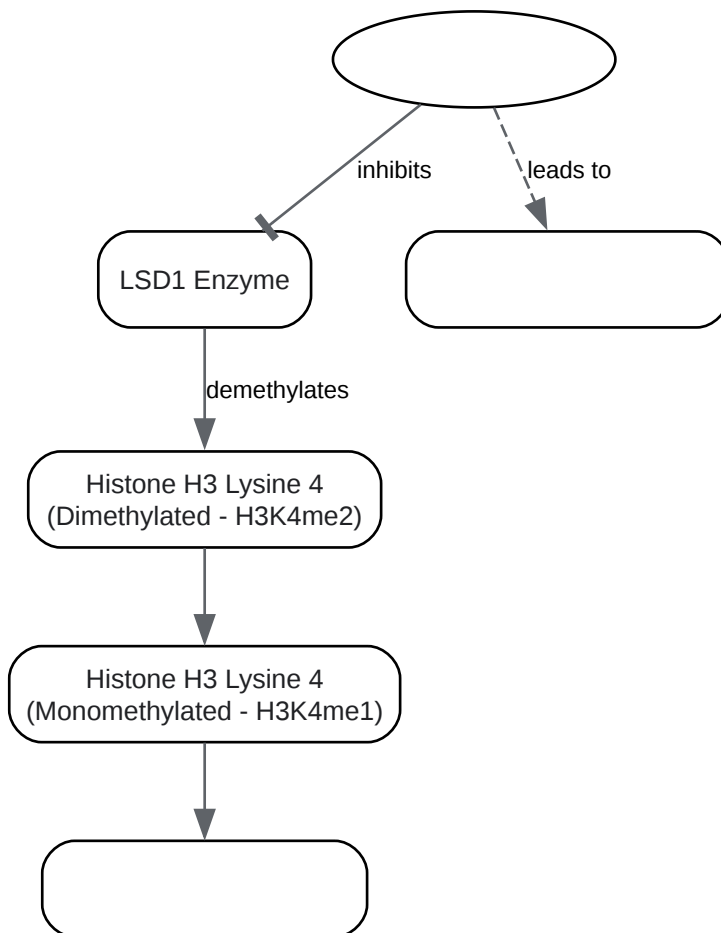 inhibits
leads to
LSD1 Enzyme
demethylates
Histone H3 Lysine 4
(Dimethylated - H3K4me2)
Histone H3 Lysine 4
(Monomethylated - H3K4me1)